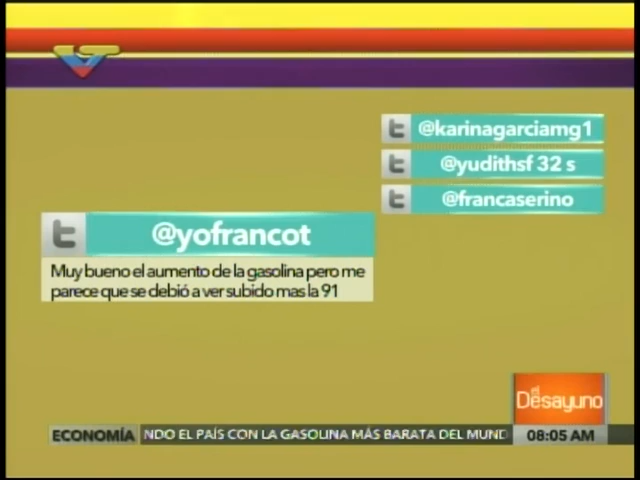 VTV
@karinagarciamg1
@yudithsf 32 s
@francaserino
@yofrancot
Muy bueno el aumento de la gasolina pero me
parece que se debió a ver subido mas la 91
el
Desayuno
ECONOMÍA NDO EL PAÍS CON LA GASOLINA MÁS BARATA DEL MUND 08:05 AM